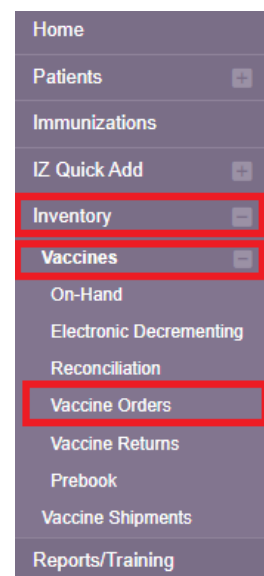 Home
Patients
Immunizations
IZ Quick Add
Inventory
Vaccines
On-Hand
Electronic Decrementing
Reconciliation
Vaccine Orders
Vaccine Returns
Prebook
Vaccine Shipments
Reports/Training